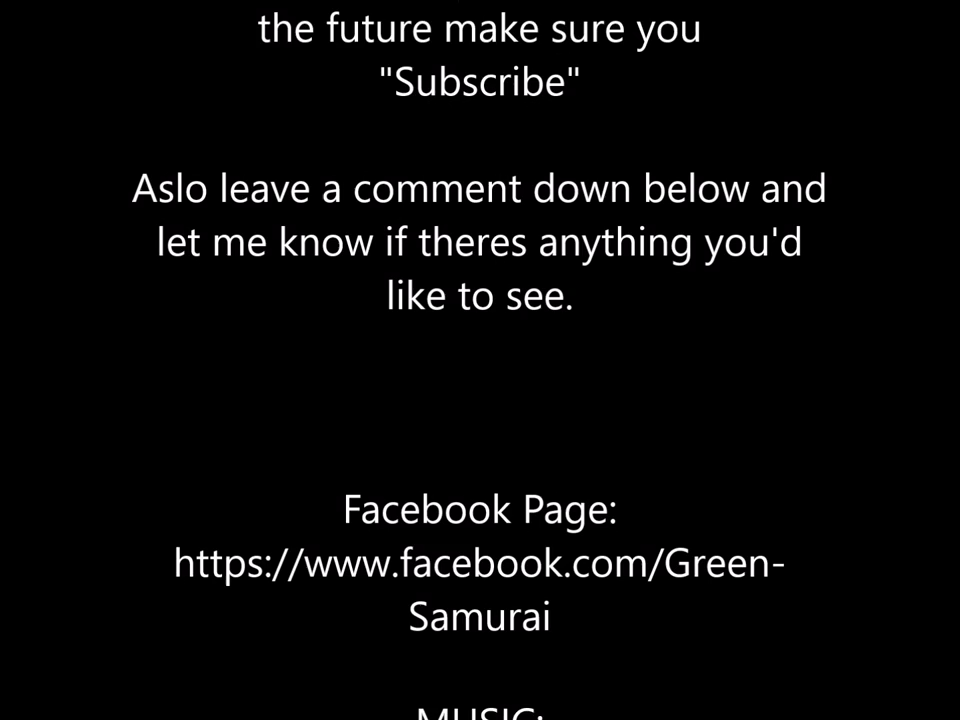 the future make sure you
"Subscribe"
Aslo leave a comment down below and
let me know if theres anything you'd
like to see.
Facebook Page:
https://www.facebook.com/Green-
Samurai
MUSIC: